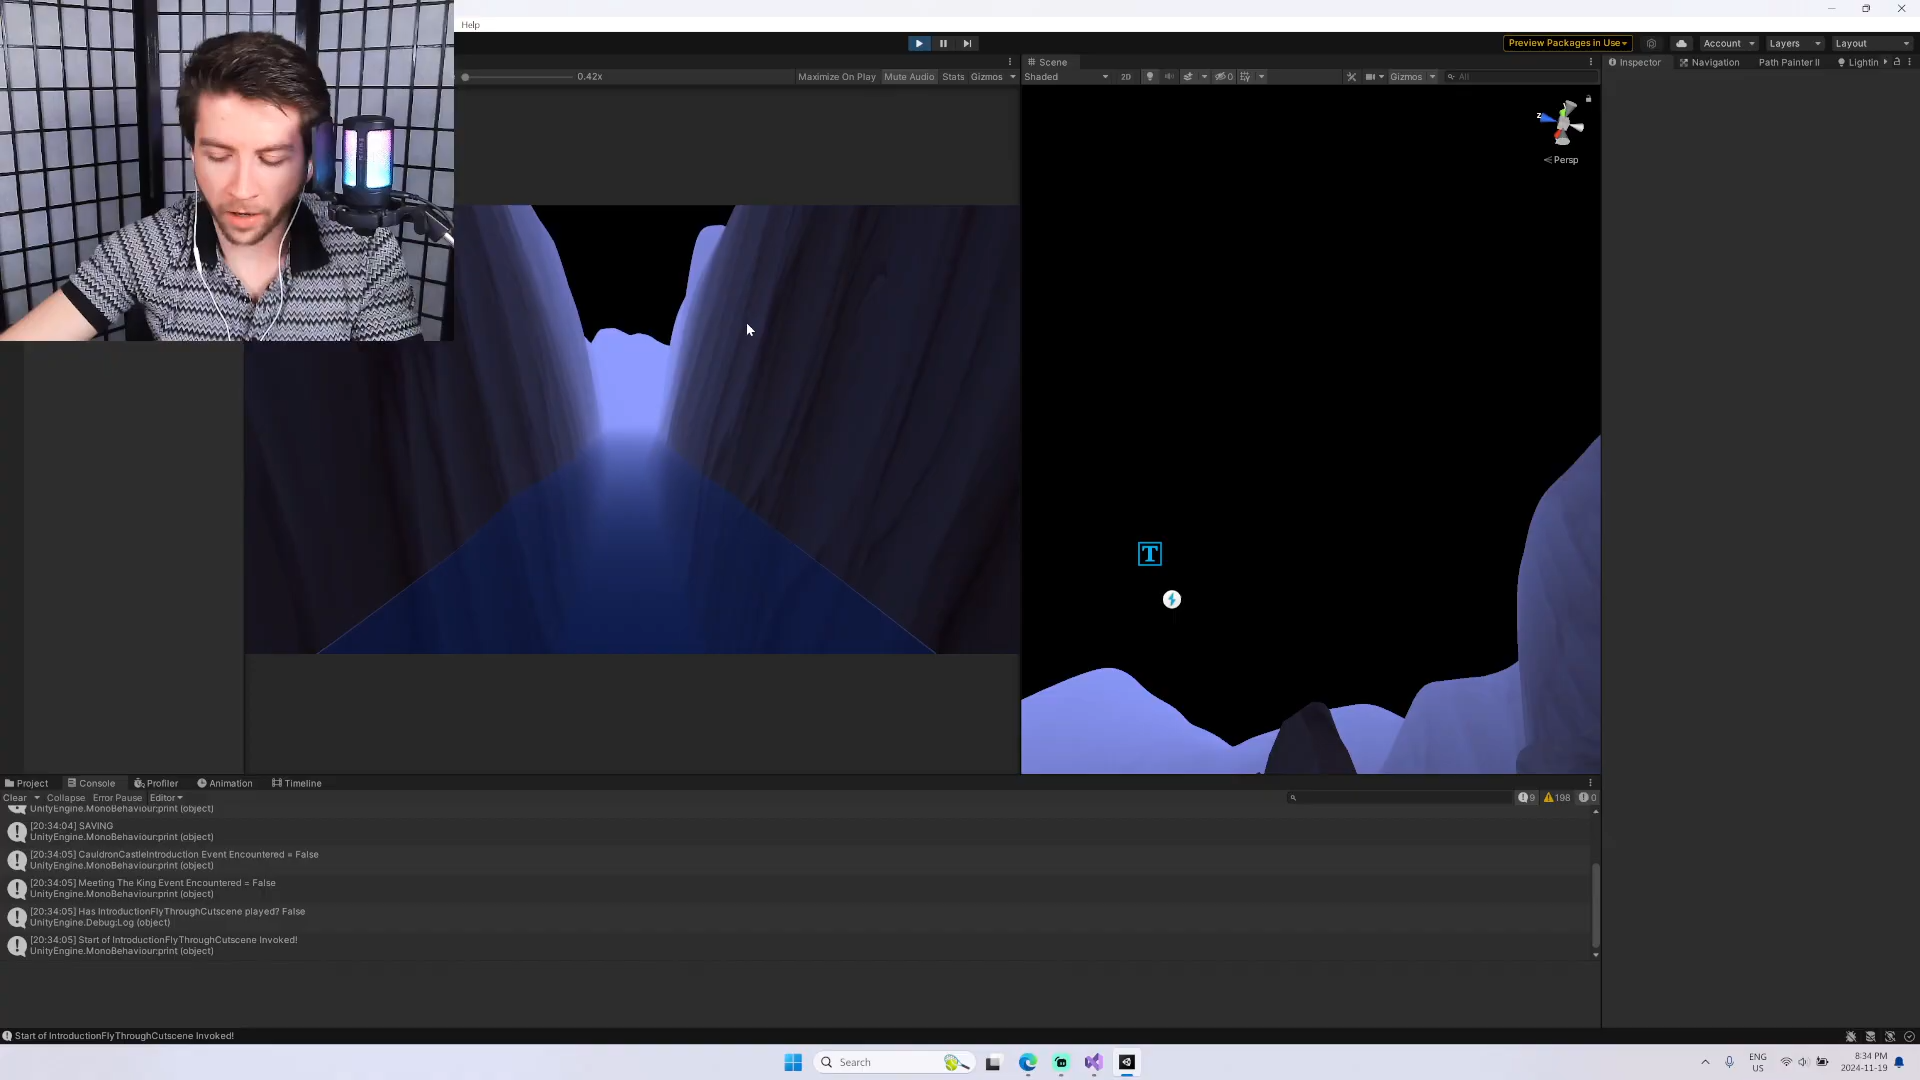 Help
Preview Packages in Use
Account
Layers
Layout
0.42x
Maximize On Play
Mute Audio
Stats
Gizmos
Scene
Shaded
2D
0
Gizmos
All
Inspector
Navigation
Path Painter II
Lightin
z
Persp
T
Project
Console
Profiler
Animation
Timeline
Clear
Collapse
Error Pause
Editor
9
198
0
UnityEngine.MonoBehaviour:print (object)
[20:34:04] SAVING
UnityEngine.MonoBehaviour:print (object)
[20:34:05] CauldronCastleIntroduction Event Encountered = False
UnityEngine.MonoBehaviour:print (object)
[20:34:05] Meeting The King Event Encountered = False
UnityEngine.MonoBehaviour:print (object)
[20:34:05] Has IntroductionFlyThroughCutscene played? False
UnityEngine.Debug:Log (object)
[20:34:05] Start of IntroductionFlyThroughCutscene Invoked!
UnityEngine.MonoBehaviour:print (object)
Start of IntroductionFlyThroughCutscene Invoked!
Search
ENG
US
8:34 PM
2024-11-19